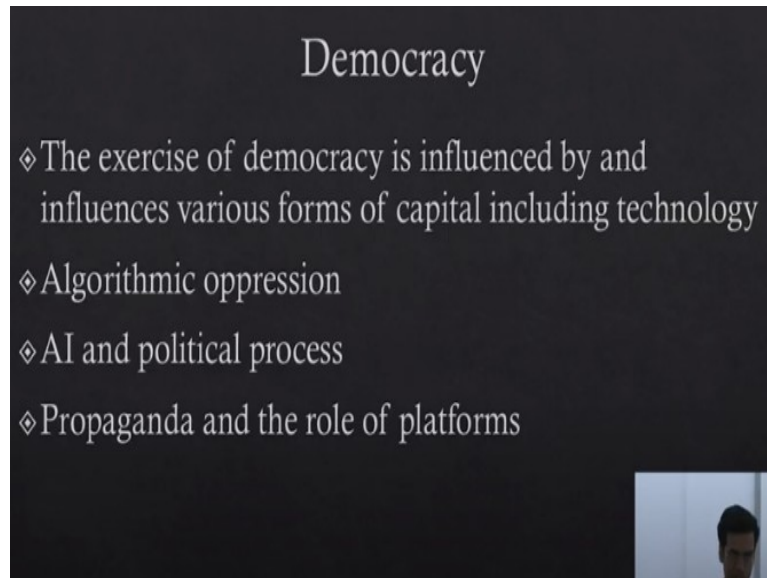 Democracy
The exercise of democracy is influenced by and
influences various forms of capital including technology
Algorithmic oppression
AI and political process
Propaganda and the role of platforms